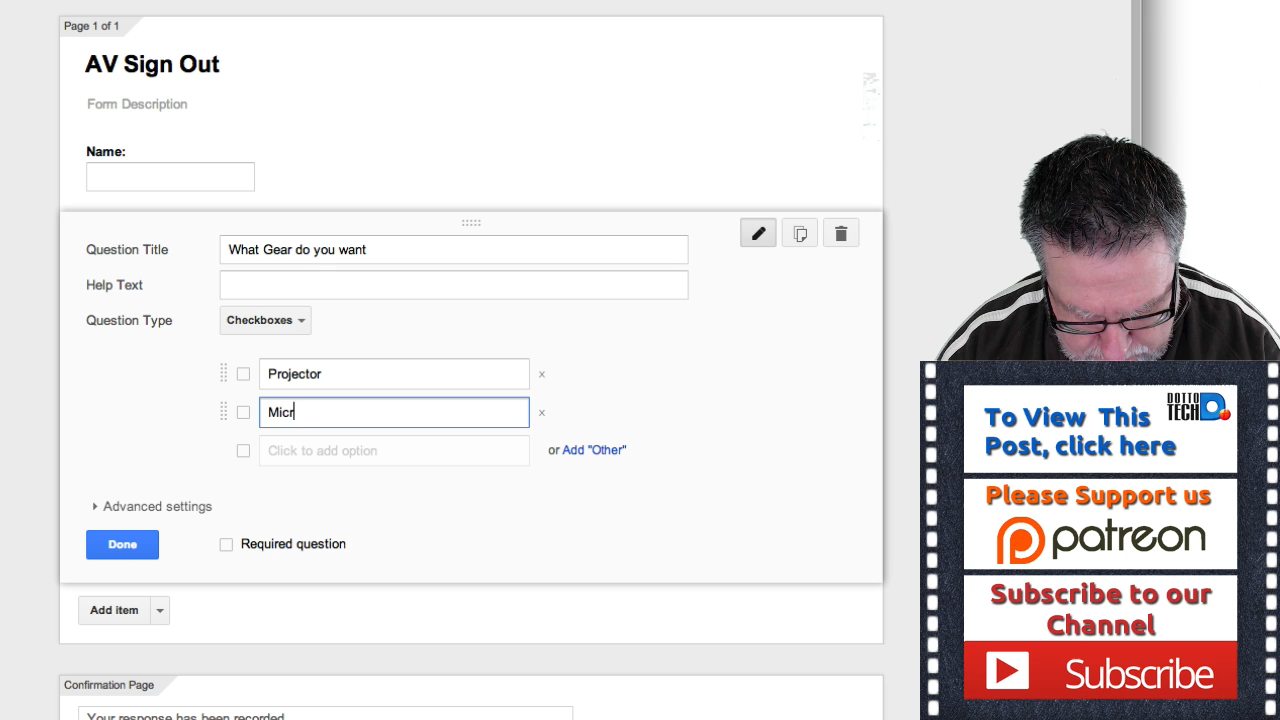 Page 1 of 1
AV Sign Out
Form Description
Name:
Question Title
What Gear do you want
Help Text
Question Type
Checkboxes
Projector
x
Micr
x
Click to add option
or Add "Other"
Advanced settings
Done
Required question
Add item
Confirmation Page
Your response has been recorded
DOTTO
TECH
To View This
Post, click here
Please Support us
patreon
Subscribe to our
Channel
Subscribe